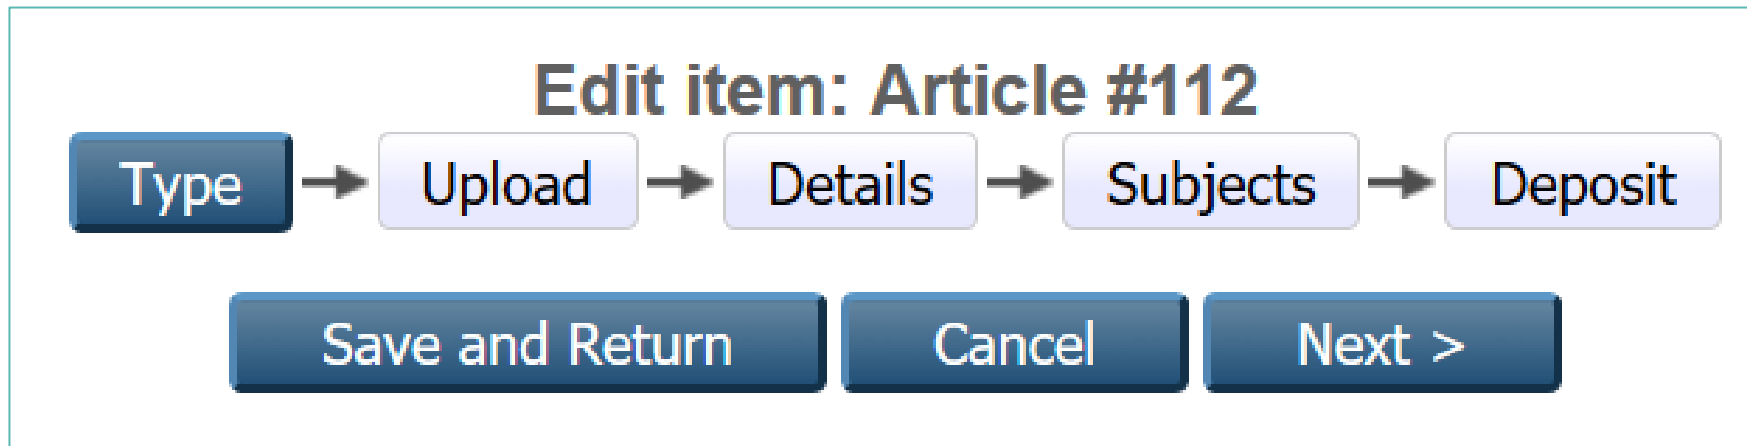 Edit item: Article #112
Type Upload Details Subjects Deposit
Save and Return Cancel Next >